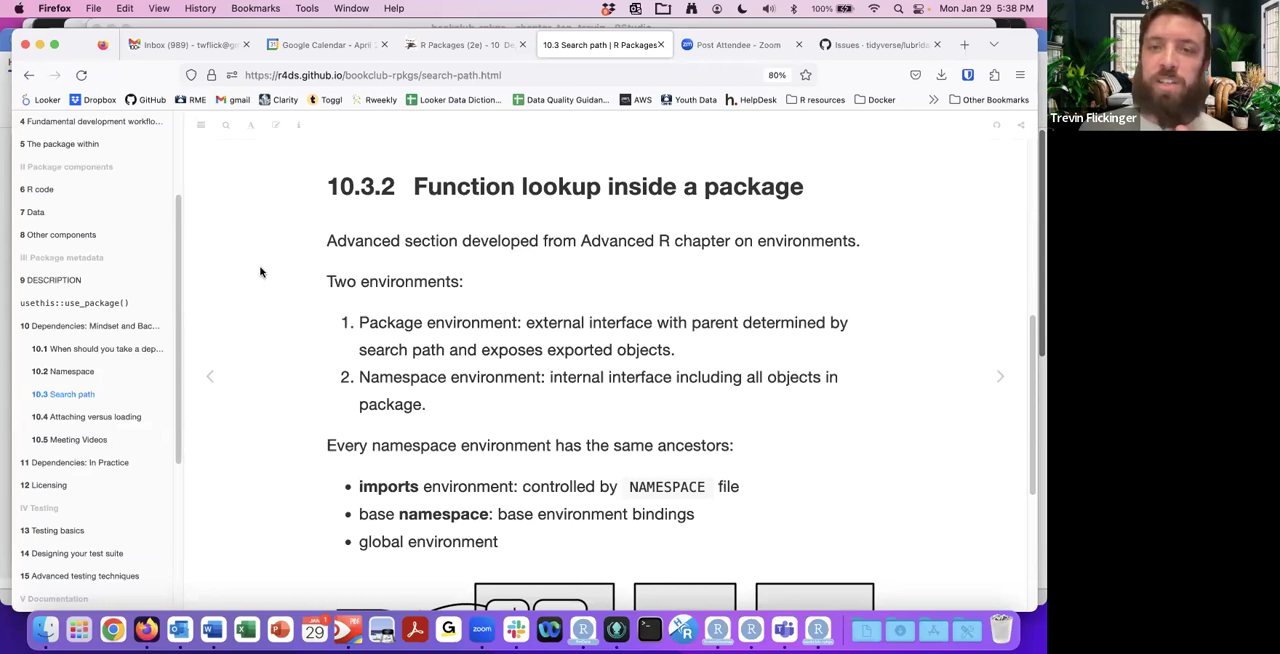 Firefox File Edit View History Bookmarks Tools Window Help 100% Mon Jan 29 5:38 PM
Inbox (989) - twflick@gr
Google Calendar - April
R Packages (2e) - 10 De
10.3 Search path | R Packages
Post Attendee - Zoom
Issues · tidyverse/lubrida
https://r4ds.github.io/bookclub-rpkgs/search-path.html 80%
Looker Dropbox GitHub RME gmail Clarity Toggl Rweekly Looker Data Diction... Data Quality Guidan... AWS Youth Data HelpDesk R resources Docker Other Bookmarks
4 Fundamental development workflo...
5 The package within
II Package components
6 R code
7 Data
8 Other components
III Package metadata
9 DESCRIPTION
usethis::use_package()
10 Dependencies: Mindset and Bac...
10.1 When should you take a dep...
10.2 Namespace
10.3 Search path
10.4 Attaching versus loading
10.5 Meeting Videos
11 Dependencies: In Practice
12 Licensing
IV Testing
13 Testing basics
14 Designing your test suite
15 Advanced testing techniques
V Documentation
10.3.2 Function lookup inside a package
Advanced section developed from Advanced R chapter on environments.
Two environments:
1. Package environment: external interface with parent determined by
search path and exposes exported objects.
2. Namespace environment: internal interface including all objects in
package.
Every namespace environment has the same ancestors:
• imports environment: controlled by NAMESPACE file
• base namespace: base environment bindings
• global environment
Trevin Flickinger
JAN
29
zoom